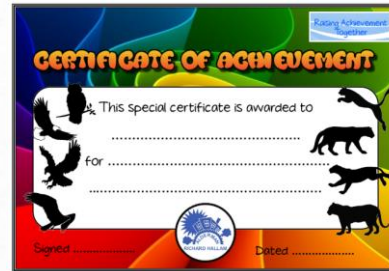 Raising Achievement
Together
CERTIFICATE OF ACHIEVEMENT
This special certificate is awarded to
..........................................................
for ..................................................
..........................................................
RICHARD HALLAM
Signed ................. Dated .................